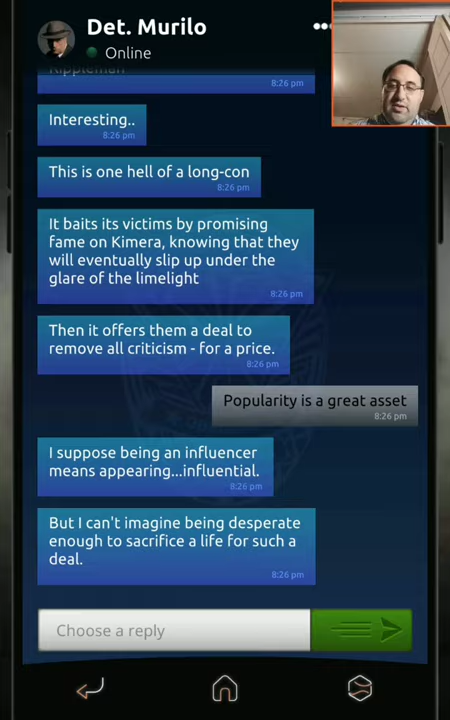 Det. Murilo
Online
Rippleman
8:26 pm
Interesting..
8:26 pm
This is one hell of a long-con
8:26 pm
It baits its victims by promising
fame on Kimera, knowing that they
will eventually slip up under the
glare of the limelight
8:26 pm
Then it offers them a deal to
remove all criticism - for a price.
8:26 pm
Popularity is a great asset
8:26 pm
I suppose being an influencer
means appearing...influential.
8:26 pm
But I can't imagine being desperate
enough to sacrifice a life for such a
deal.
8:26 pm
Choose a reply